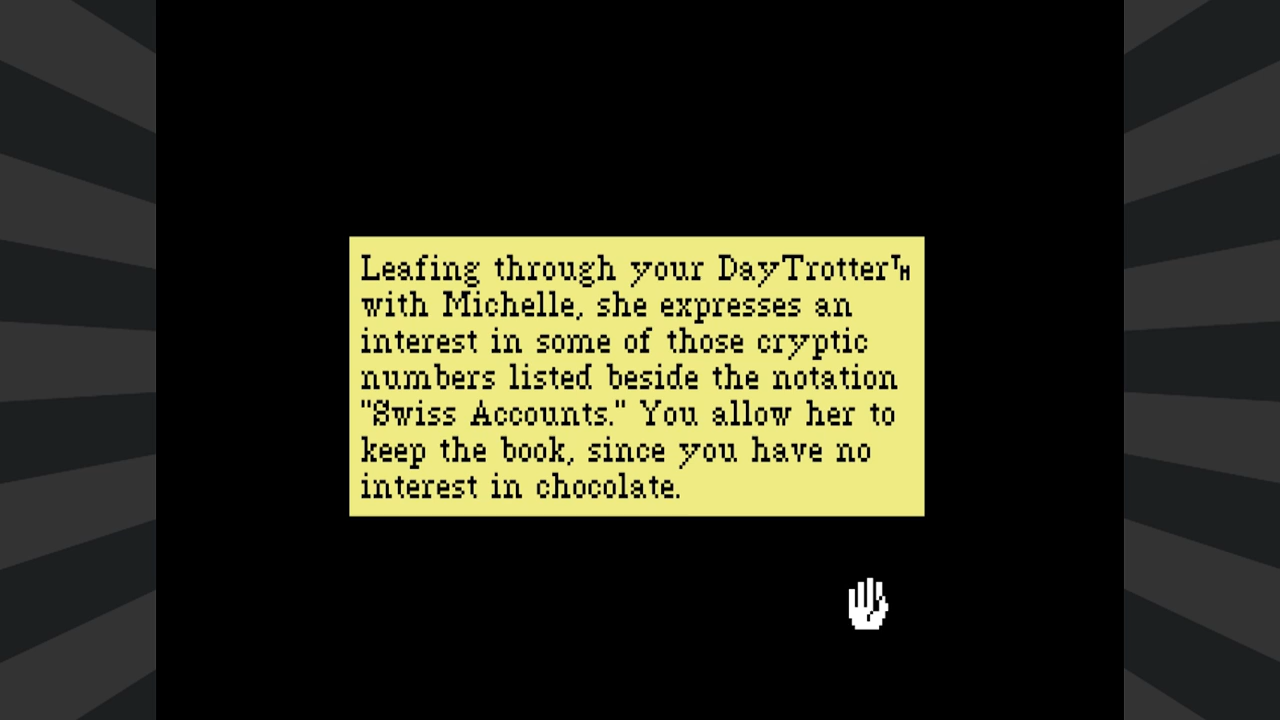 Leafing through your DayTrotter™
with Michelle, she expresses an
interest in some of those cryptic
numbers listed beside the notation
"Swiss Accounts." You allow her to
keep the book, since you have no
interest in chocolate.